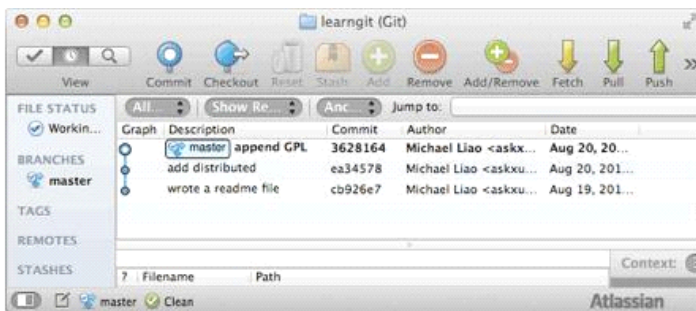 learngit (Git)
View
Commit Checkout Reset Stash Add Remove Add/Remove Fetch Pull Push
All... Show Re... Anc... Jump to:
FILE STATUS
Workin...
BRANCHES
master
TAGS
REMOTES
STASHES
Graph Description Commit Author Date
master append GPL 3628164 Michael Liao <askxu... Aug 20, 20...
add distributed ea34578 Michael Liao <askxu... Aug 20, 201...
wrote a readme file cb926e7 Michael Liao <askxu... Aug 19, 201...
Context:
? Filename Path
master Clean
Atlassian